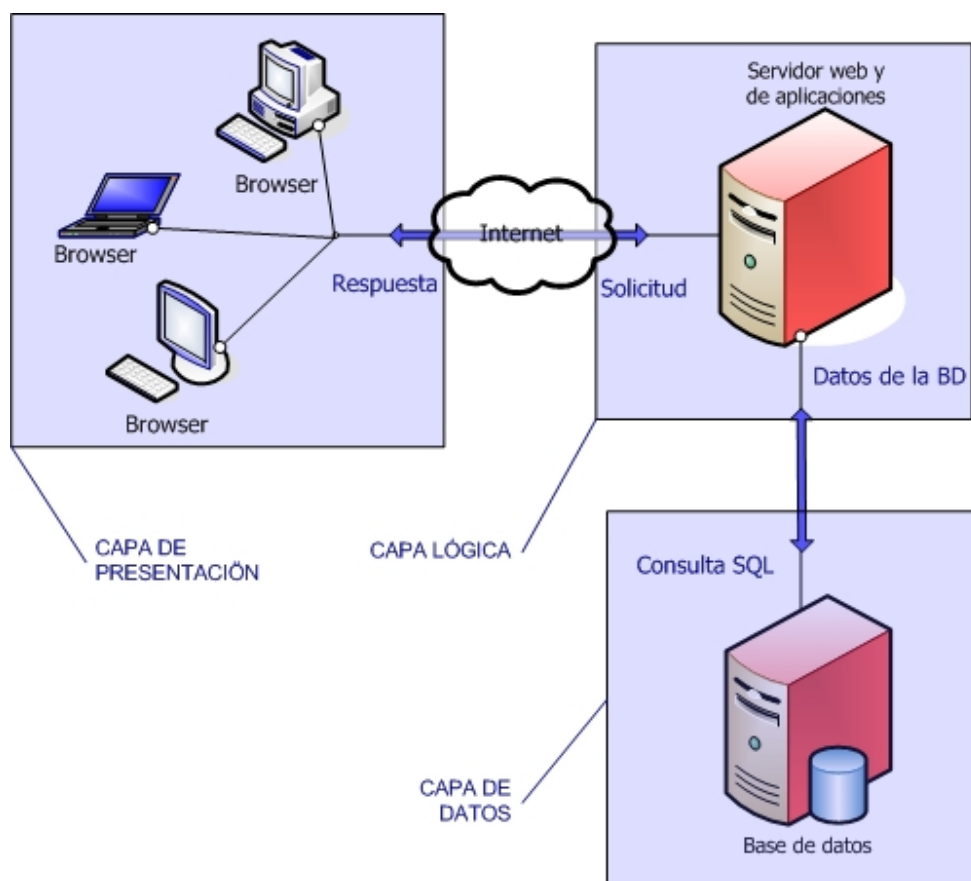 Servidor web y
de aplicaciones
Browser
Browser
Internet
Respuesta
Solicitud
Datos de la BD
Browser
CAPA DE
PRESENTACIÖN
CAPA LÓGICA
Consulta SQL
CAPA DE
DATOS
Base de datos